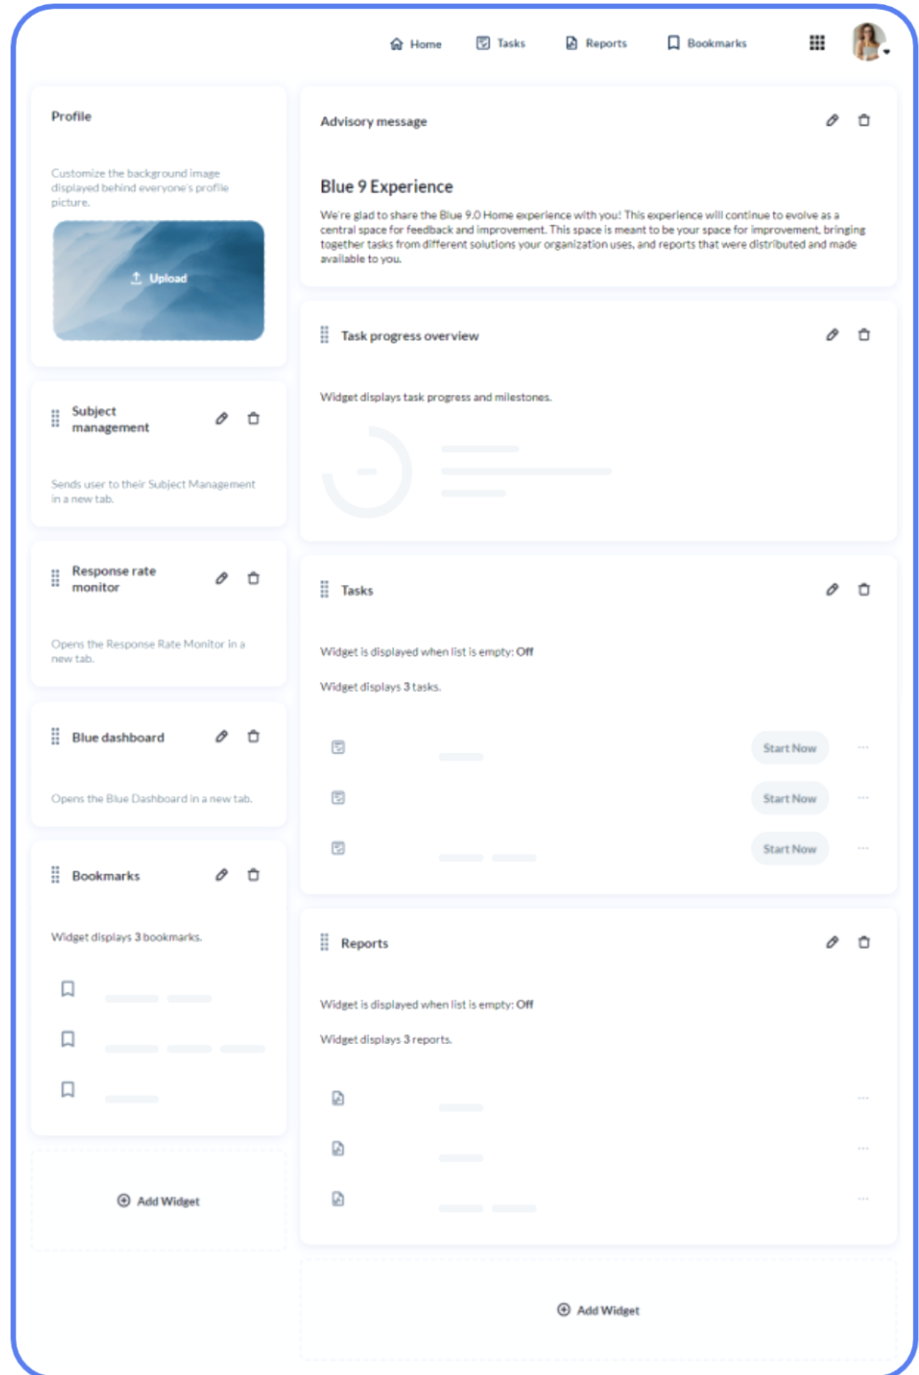 Home
Tasks
Reports
Bookmarks
Profile
Customize the background image
displayed behind everyone's profile
picture.
Upload
Subject
management
Sends user to their Subject Management
in a new tab.
Response rate
monitor
Opens the Response Rate Monitor in a
new tab.
Blue dashboard
Opens the Blue Dashboard in a new tab.
Bookmarks
Widget displays 3 bookmarks.
Add Widget
Advisory message
Blue 9 Experience
We're glad to share the Blue 9.0 Home experience with you! This experience will continue to evolve as a
central space for feedback and improvement. This space is meant to be your space for improvement, bringing
together tasks from different solutions your organization uses, and reports that were distributed and made
available to you.
Task progress overview
Widget displays task progress and milestones.
Tasks
Widget is displayed when list is empty: Off
Widget displays 3 tasks.
Start Now
Start Now
Start Now
Reports
Widget is displayed when list is empty: Off
Widget displays 3 reports.
Add Widget